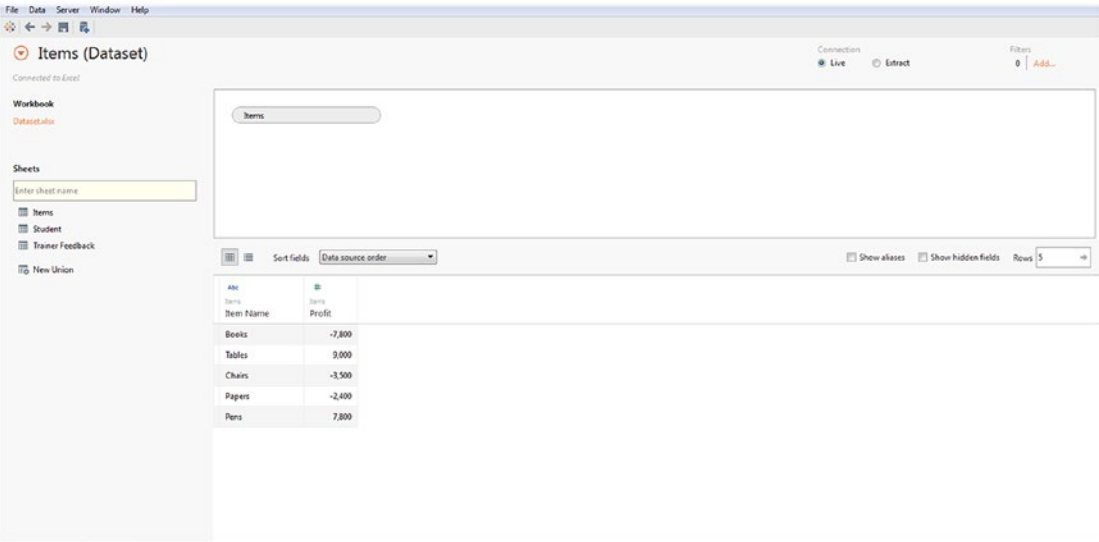 File Data Server Window Help
Items (Dataset)
Connected to Excel
Connection
Live Extract
Filters
0 Add...
Workbook
Dataset.xlsx
Sheets
Enter sheet name
Items
Student
Trainer Feedback
New Union
Items
Sort fields Data source order
Show aliases Show hidden fields Rows 5
Abc #
Items Items
Item Name Profit
Books -7,800
Tables 9,000
Chairs -3,500
Papers -2,400
Pens 7,800